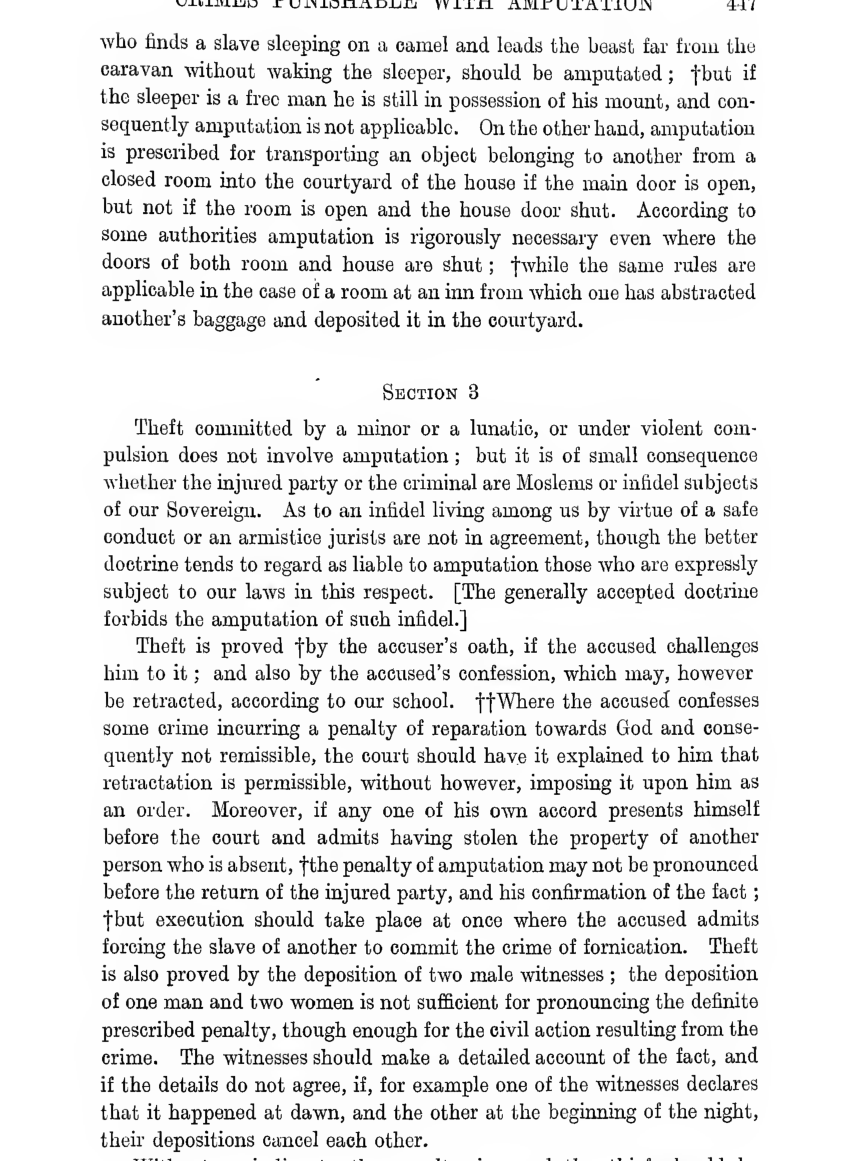 CRIMES PUNISHABLE WITH AMPUTATION 447
who finds a slave sleeping on a camel and leads the beast far from the
caravan without waking the sleeper, should be amputated ; †but if
the sleeper is a free man he is still in possession of his mount, and con-
sequently amputation is not applicable. On the other hand, amputation
is prescribed for transporting an object belonging to another from a
closed room into the courtyard of the house if the main door is open,
but not if the room is open and the house door shut. According to
some authorities amputation is rigorously necessary even where the
doors of both room and house are shut ; †while the same rules are
applicable in the case of a room at an inn from which one has abstracted
another's baggage and deposited it in the courtyard.
SECTION 3
Theft committed by a minor or a lunatic, or under violent com-
pulsion does not involve amputation ; but it is of small consequence
whether the injured party or the criminal are Moslems or infidel subjects
of our Sovereign. As to an infidel living among us by virtue of a safe
conduct or an armistice jurists are not in agreement, though the better
doctrine tends to regard as liable to amputation those who are expressly
subject to our laws in this respect. [The generally accepted doctrine
forbids the amputation of such infidel.]
Theft is proved †by the accuser's oath, if the accused challenges
him to it ; and also by the accused's confession, which may, however
be retracted, according to our school. ††Where the accused confesses
some crime incurring a penalty of reparation towards God and conse-
quently not remissible, the court should have it explained to him that
retractation is permissible, without however, imposing it upon him as
an order. Moreover, if any one of his own accord presents himself
before the court and admits having stolen the property of another
person who is absent, †the penalty of amputation may not be pronounced
before the return of the injured party, and his confirmation of the fact ;
†but execution should take place at once where the accused admits
forcing the slave of another to commit the crime of fornication. Theft
is also proved by the deposition of two male witnesses ; the deposition
of one man and two women is not sufficient for pronouncing the definite
prescribed penalty, though enough for the civil action resulting from the
crime. The witnesses should make a detailed account of the fact, and
if the details do not agree, if, for example one of the witnesses declares
that it happened at dawn, and the other at the beginning of the night,
their depositions cancel each other.